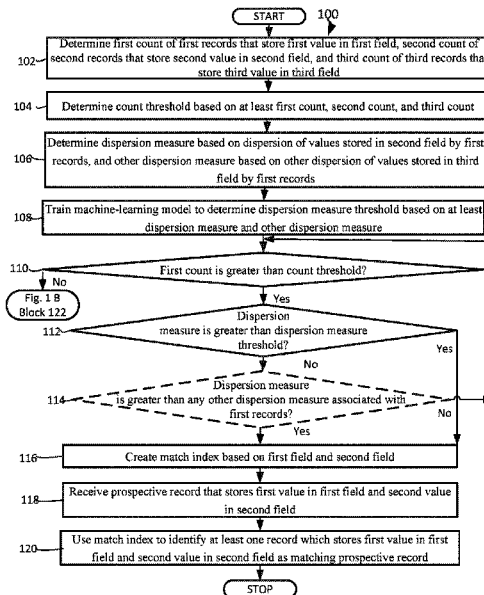 START
100
102
Determine first count of first records that store first value in first field, second count of
second records that store second value in second field, and third count of third records tha
store third value in third field
104
Determine count threshold based on at least first count, second count, and third count
106
Determine dispersion measure based on dispersion of values stored in second field by first
records, and other dispersion measure based on other dispersion of values stored in third
field by first records
108
Train machine-learning model to determine dispersion measure threshold based on at least
dispersion measure and other dispersion measure
110
First count is greater than count threshold?
No
Fig. 1 B
Block 122
Yes
112
Dispersion
measure is greater than dispersion measure
threshold?
Yes
No
114
Dispersion measure
is greater than any other dispersion measure associated with
first records?
No
Yes
116
Create match index based on first field and second field
118
Receive prospective record that stores first value in first field and second value
in second field
120
Use match index to identify at least one record which stores first value in first
field and second value in second field as matching prospective record
STOP